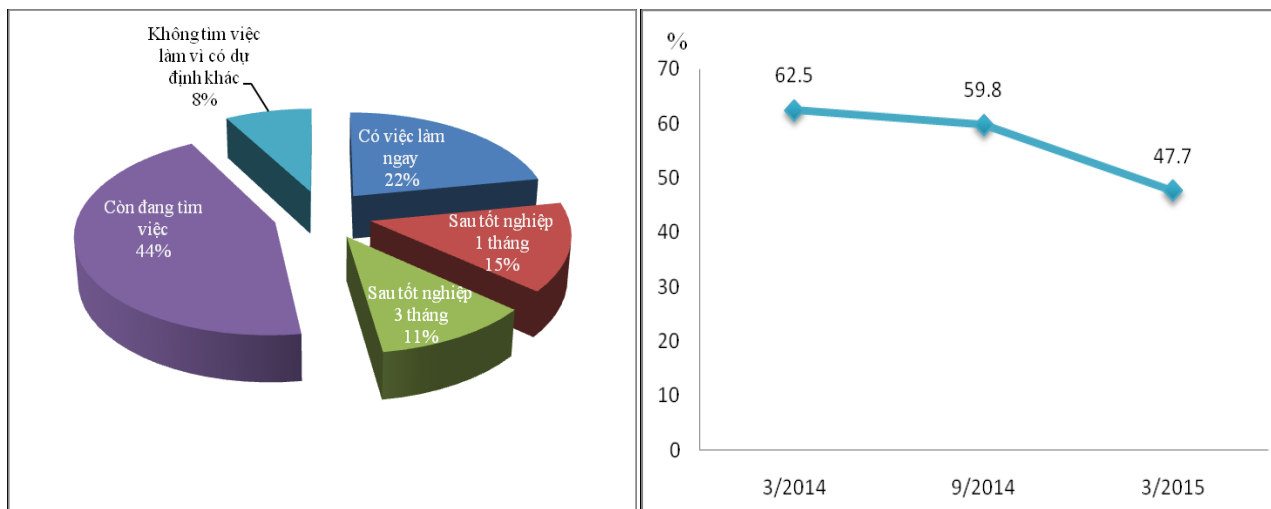 Không tìm việc
làm vì có dự
định khác
8%
Có việc làm
ngay
22%
Sau tốt nghiệp
1 tháng
15%
Sau tốt nghiệp
3 tháng
11%
Còn đang tìm
việc
44%
%
70
60
50
40
30
20
10
0
62.5
59.8
47.7
3/2014
9/2014
3/2015